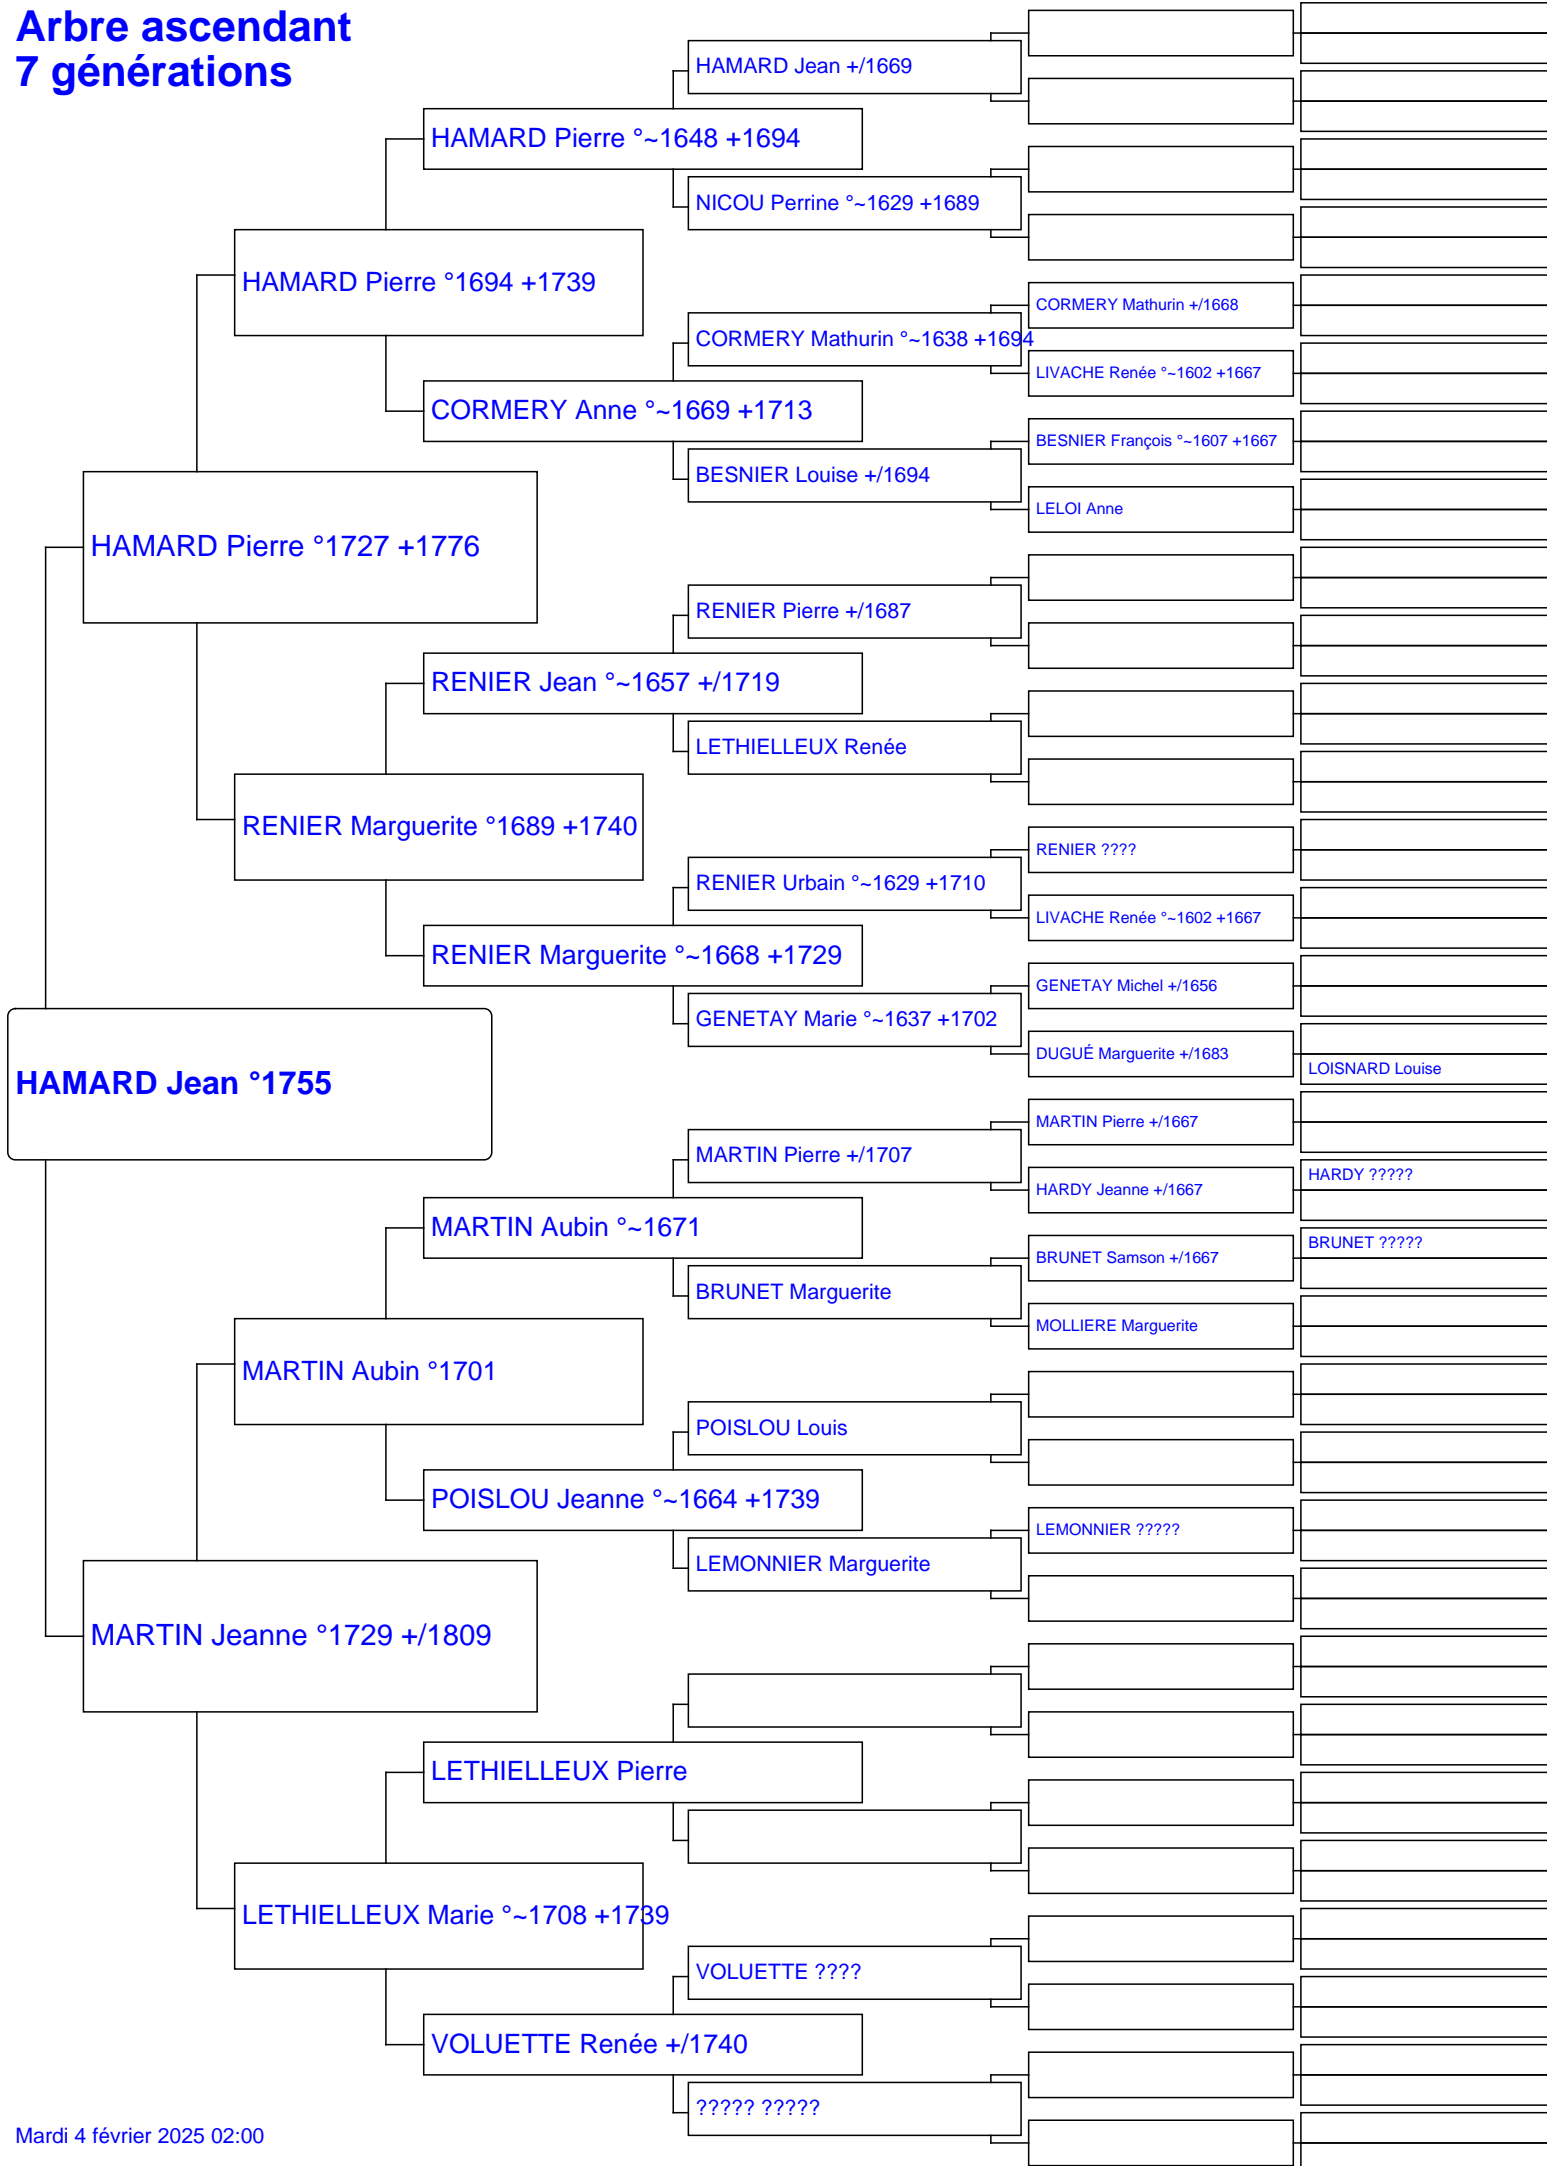 Arbre ascendant
7 générations
HAMARD Jean +/1669
HAMARD Pierre °~1648 +1694
NICOU Perrine °~1629 +1689
HAMARD Pierre °1694 +1739
CORMERY Mathurin +/1668
CORMERY Mathurin °~1638 +1694
LIVACHE Renée °~1602 +1667
CORMERY Anne °~1669 +1713
BESNIER François °~1607 +1667
BESNIER Louise +/1694
LELOI Anne
HAMARD Pierre °1727 +1776
RENIER Pierre +/1687
RENIER Jean °~1657 +/1719
LETHIELLEUX Renée
RENIER Marguerite °1689 +1740
RENIER ????
RENIER Urbain °~1629 +1710
LIVACHE Renée °~1602 +1667
RENIER Marguerite °~1668 +1729
GENETAY Michel +/1656
GENETAY Marie °~1637 +1702
DUGUÉ Marguerite +/1683
LOISNARD Louise
HAMARD Jean °1755
MARTIN Pierre +/1667
MARTIN Pierre +/1707
HARDY ?????
HARDY Jeanne +/1667
MARTIN Aubin °~1671
BRUNET ?????
BRUNET Samson +/1667
BRUNET Marguerite
MOLLIERE Marguerite
MARTIN Aubin °1701
POISLOU Louis
POISLOU Jeanne °~1664 +1739
LEMONNIER ?????
LEMONNIER Marguerite
MARTIN Jeanne °1729 +/1809
LETHIELLEUX Pierre
LETHIELLEUX Marie °~1708 +1739
VOLUETTE ????
VOLUETTE Renée +/1740
????? ?????
Mardi 4 février 2025 02:00